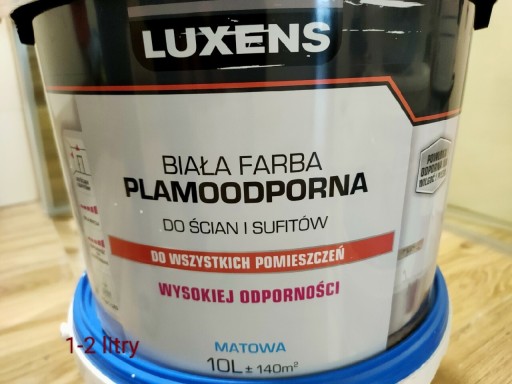 LUXENS
BIAŁA FARBA
PLAMOODPORNA
DO ŚCIAN I SUFITÓW
DO WSZYSTKICH POMIESZCZEŃ
WYSOKIEJ ODPORNOŚCI
MATOWA
10L ± 140m²
1-2 litry